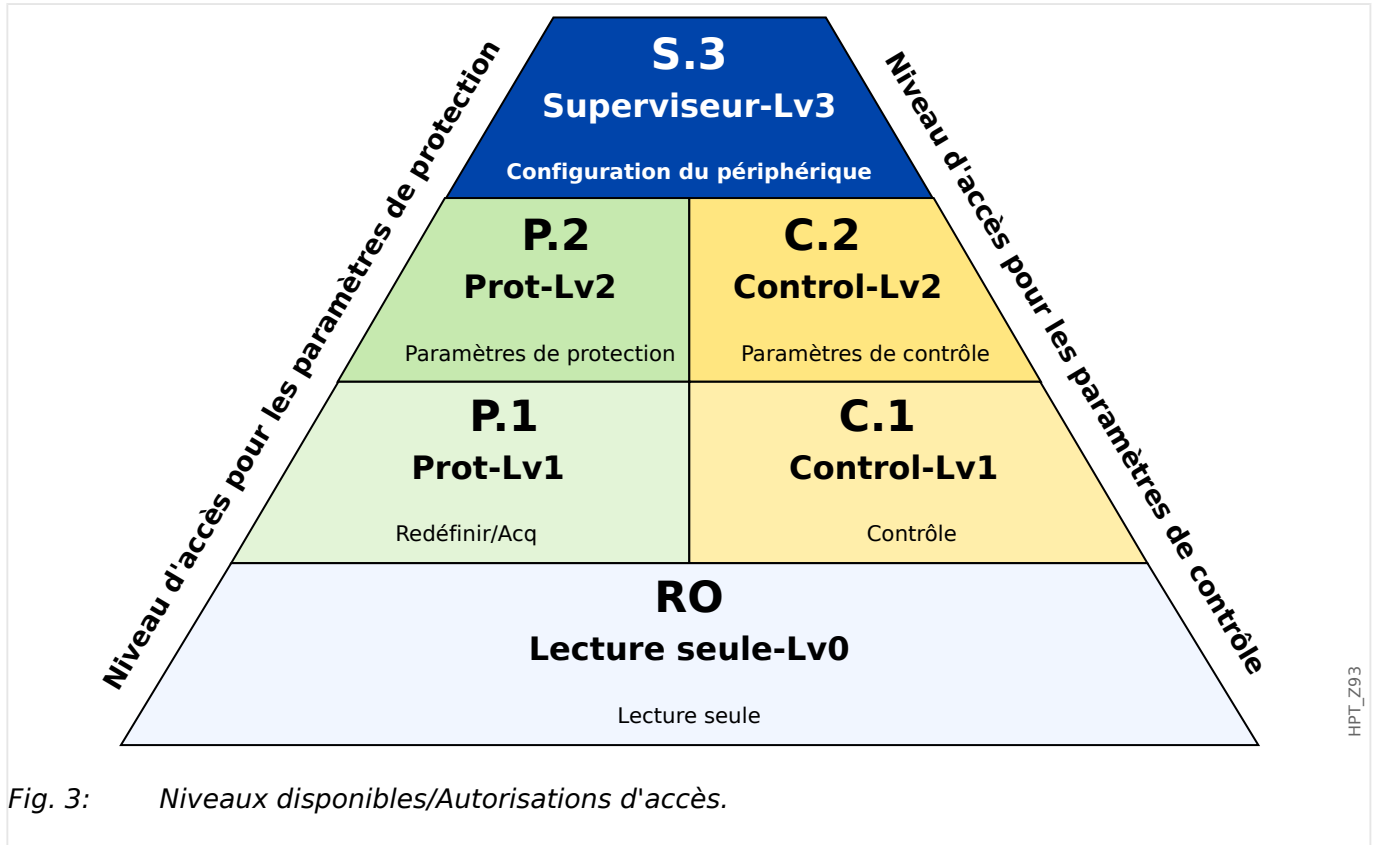 S.3
Superviseur-Lv3
Configuration du périphérique
Niveau d'accès pour les paramètres de protection
Niveau d'accès pour les paramètres de contrôle
P.2
Prot-Lv2
Paramètres de protection
C.2
Control-Lv2
Paramètres de contrôle
P.1
Prot-Lv1
Redéfinir/Acq
C.1
Control-Lv1
Contrôle
RO
Lecture seule-Lv0
Lecture seule
HPT_Z93
Fig. 3: Niveaux disponibles/Autorisations d'accès.